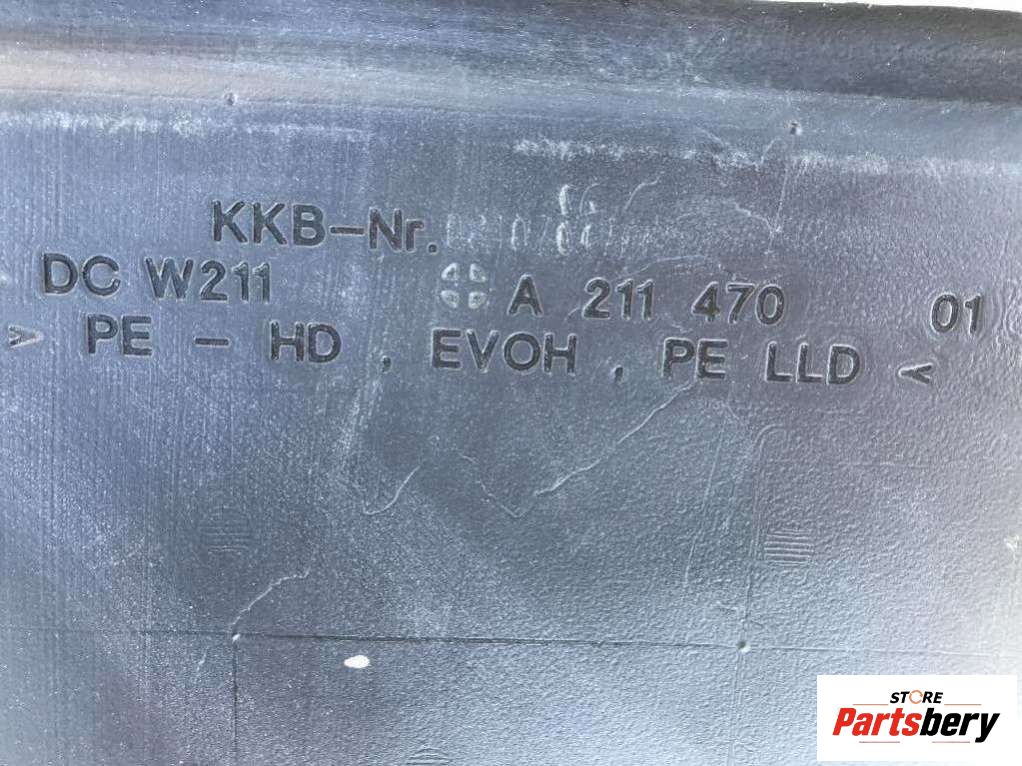 KKB-Nr.
DC W211 A 211 470 01
> PE - HD , EVOH , PE LLD <
STORE
Partsbery